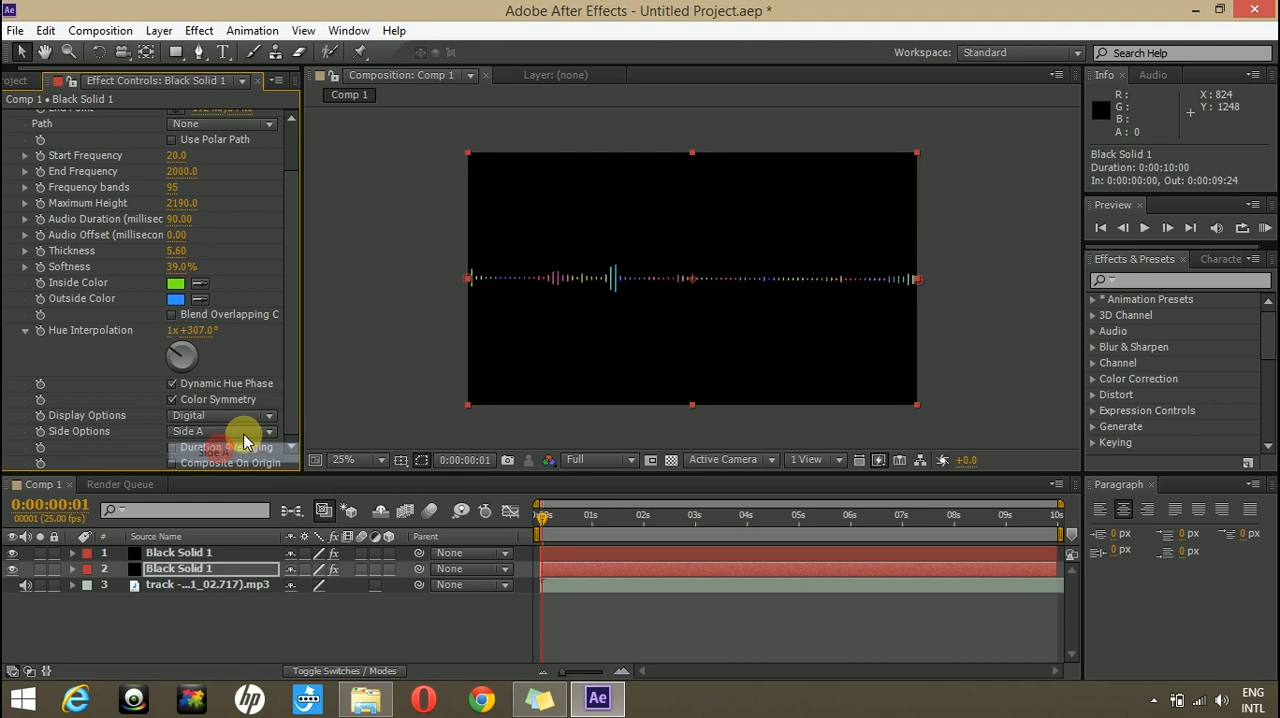 Adobe After Effects - Untitled Project.aep *
File Edit Composition Layer Effect Animation View Window Help
Workspace: Standard Search Help
Effect Controls: Black Solid 1
Composition: Comp 1 Layer: (none)
Info Audio
Comp 1 • Black Solid 1
Comp 1
R : X : 824
G : Y : 1248
B :
A : 0
Path None
Use Polar Path
Start Frequency 20.0
End Frequency 2000.0
Frequency bands 95
Maximum Height 2190.0
Audio Duration (millisec 90.00
Audio Offset (millisecon 0.00
Thickness 5.60
Softness 39.0%
Inside Color
Outside Color
Blend Overlapping C
Hue Interpolation 1x+307.0°
Dynamic Hue Phase
Color Symmetry
Display Options Digital
Side Options Side A
Duration Averaging
Composite On Origin
Black Solid 1
Duration: 0:00:10:00
In: 0:00:00:00, Out: 0:00:09:24
Preview
Effects & Presets Characte
* Animation Presets
3D Channel
Audio
Blur & Sharpen
Channel
Color Correction
Distort
Expression Controls
Generate
Keying
25% 0:00:00:01 Full Active Camera 1 View +0.0
Comp 1 Render Queue
Paragraph
0:00:00:01
00001 (25.00 fps)
01s 02s 03s 04s 05s 06s 07s 08s 09s 10s
# Source Name Parent
1 Black Solid 1 None
2 Black Solid 1 None
3 track -...1_02.717).mp3 None
0 px 0 px 0 px
0 px 0 px
Toggle Switches / Modes
ENG
INTL